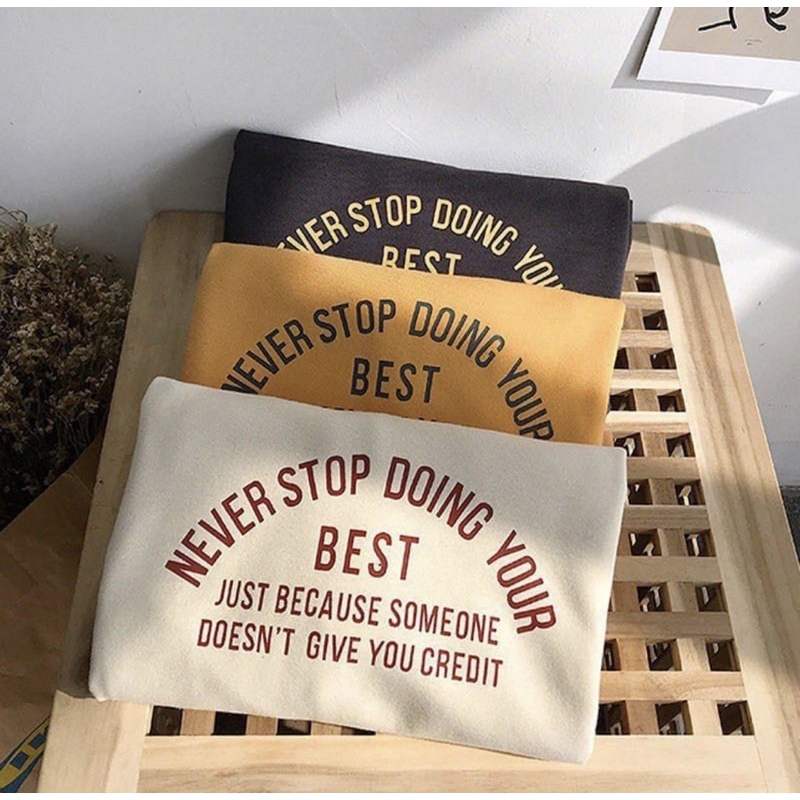 NEVER STOP DOING YOU
BEST
NEVER STOP DOING YOUR
BEST
NEVER STOP DOING YOUR
BEST
JUST BECAUSE SOMEONE
DOESN'T GIVE YOU CREDIT